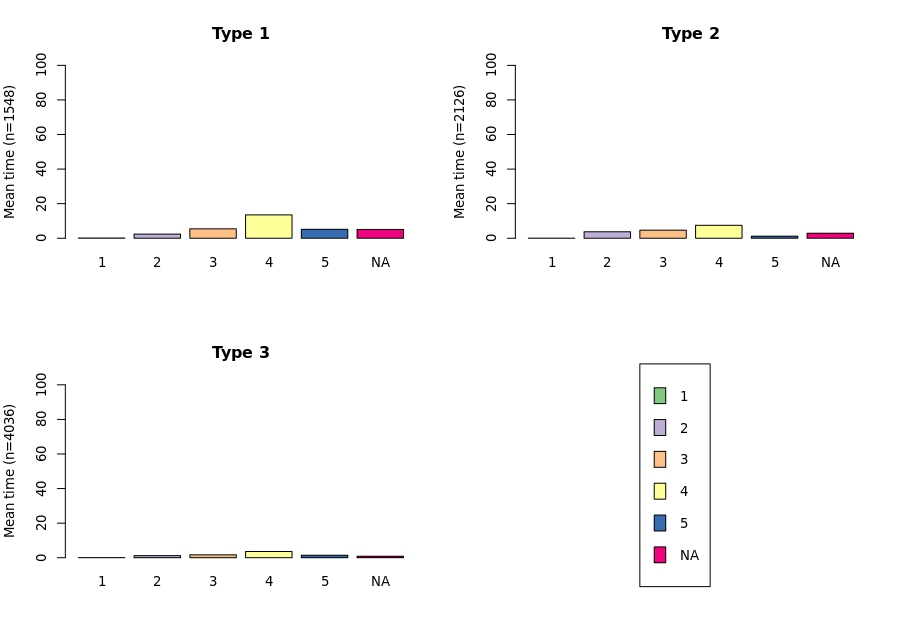 Type 1
Mean time (n=1548)
0 20 40 60 80 100
1 2 3 4 5 NA
Type 2
Mean time (n=2126)
0 20 40 60 80 100
1 2 3 4 5 NA
Type 3
Mean time (n=4036)
0 20 40 60 80 100
1 2 3 4 5 NA
1
2
3
4
5
NA